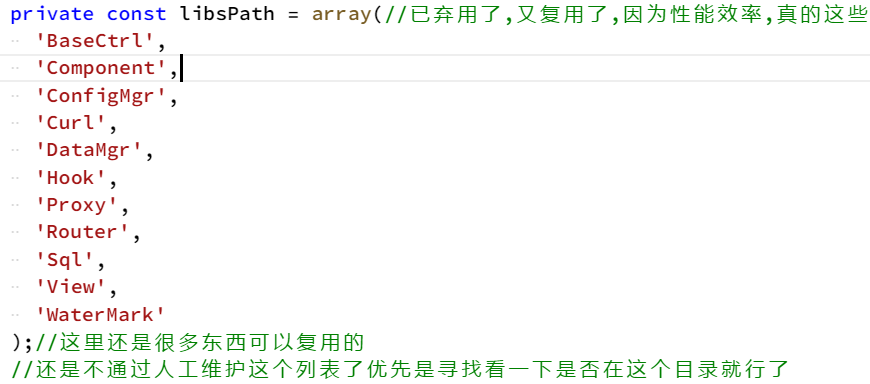 private const libsPath = array(//已弃用了,又复用了,因为性能效率,真的这些
'BaseCtrl',
'Component',
'ConfigMgr',
'Curl',
'DataMgr',
'Hook',
'Proxy',
'Router',
'Sql',
'View',
'WaterMark'
);//这里还是很多东西可以复用的
//还是不通过人工维护这个列表了优先是寻找看一下是否在这个目录就行了